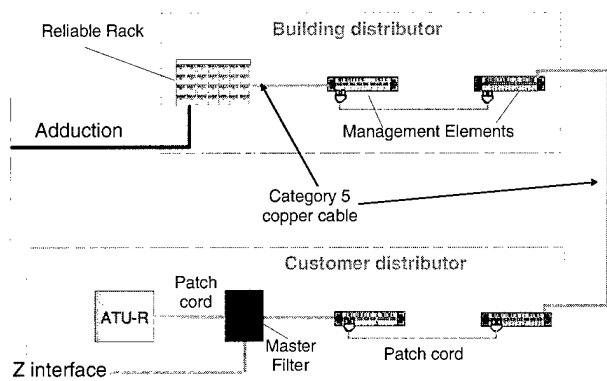 Building distributor
Reliable Rack
Adduction
Management Elements
Category 5
copper cable
Customer distributor
Patch
cord
ATU-R
Master
Filter
Patch cord
Z interface